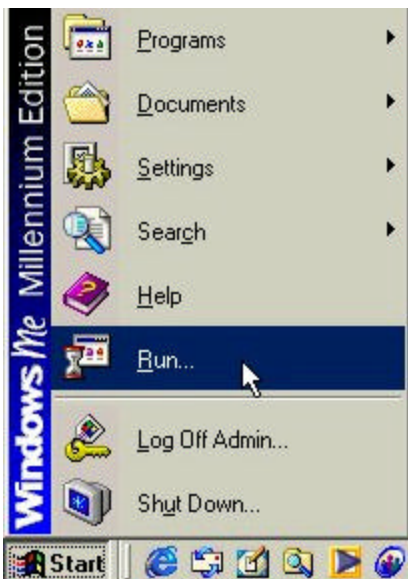 Windows Me Millennium Edition
Programs
Documents
Settings
Search
Help
Run...
Log Off Admin...
Shut Down...
Start